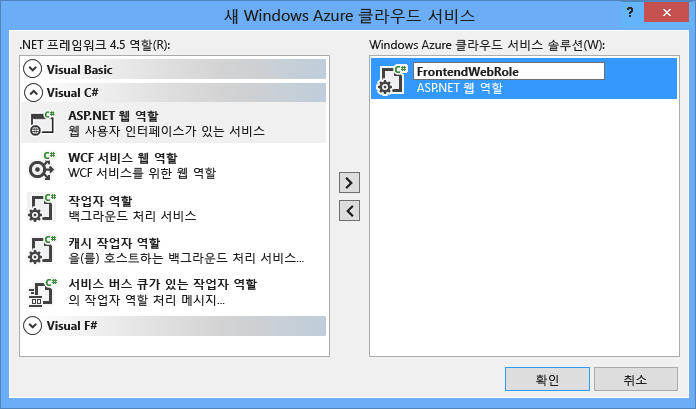 새 Windows Azure 클라우드 서비스
?
.NET 프레임워크 4.5 역할(R):
Visual Basic
Visual C#
C#
ASP.NET 웹 역할
웹 사용자 인터페이스가 있는 서비스
C#
WCF 서비스 웹 역할
WCF 서비스를 위한 웹 역할
C#
작업자 역할
백그라운드 처리 서비스
C#
캐시 작업자 역할
을(를) 호스트하는 백그라운드 처리 서비스...
C#
서비스 버스 큐가 있는 작업자 역할
의 작업자 역할 처리 메시지...
Visual F#
Windows Azure 클라우드 서비스 솔루션(W):
C#
FrontendWebRole
ASP.NET 웹 역할
확인
취소